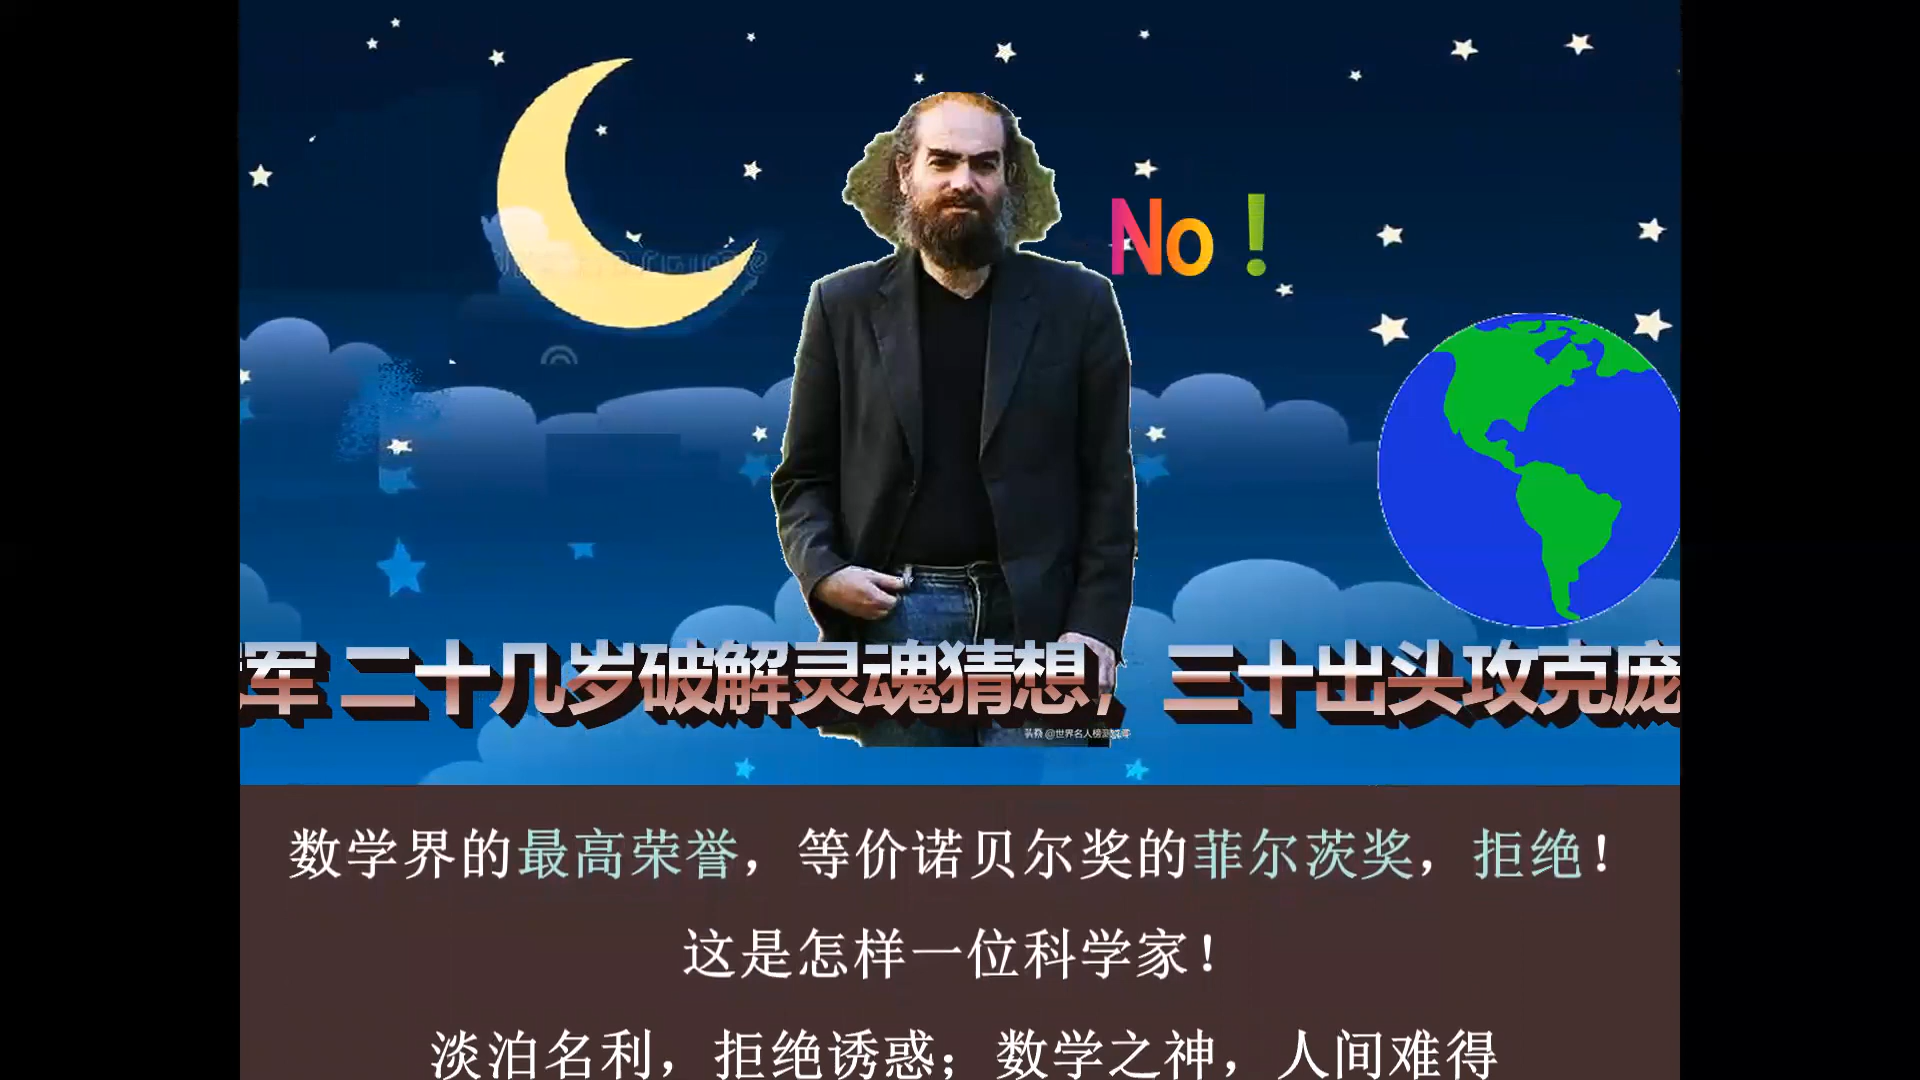 No！
军 二十几岁破解灵魂猜想，三十出头攻克庞
数学界的最高荣誉，等价诺贝尔奖的菲尔茨奖，拒绝！
这是怎样一位科学家！
淡泊名利，拒绝诱惑；数学之神，人间难得